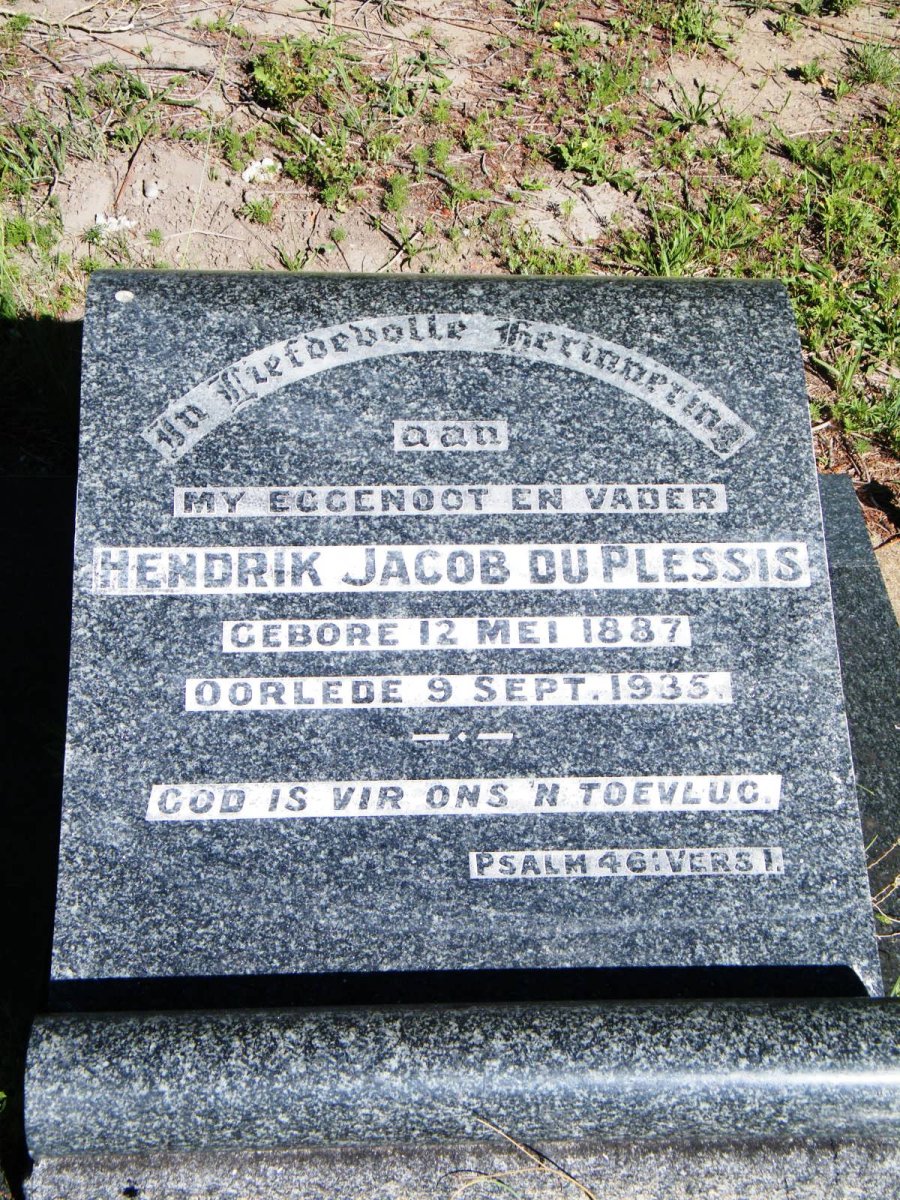 In Liefdevolle Herinnering
aan
MY EGGENOOT EN VADER
HENDRIK JACOB DU PLESSIS
GEBORE 12 MEI 1887
OORLEDE 9 SEPT. 1935.
GOD IS VIR ONS 'N TOEVLUG.
PSALM 46: VERS 1.